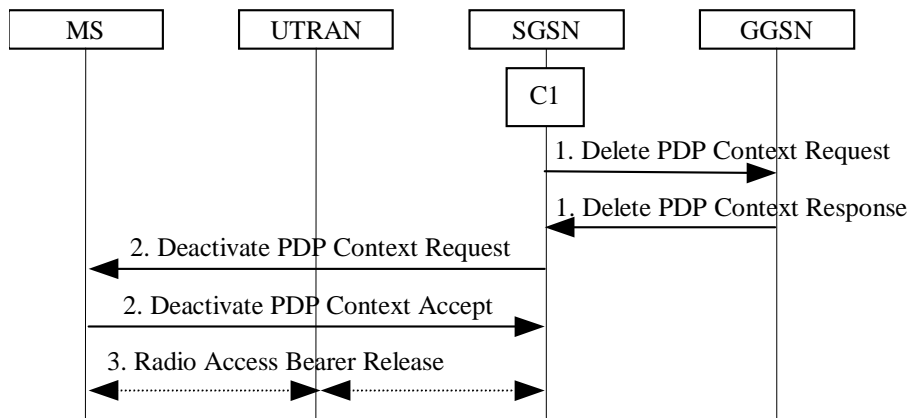 MS UTRAN SGSN GGSN
C1
1. Delete PDP Context Request
1. Delete PDP Context Response
2. Deactivate PDP Context Request
2. Deactivate PDP Context Accept
3. Radio Access Bearer Release